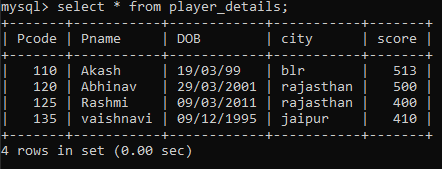 mysql> select * from player_details;
+-------+-----------+------------+-----------+-------+
| Pcode | Pname     | DOB        | city      | score |
+-------+-----------+------------+-----------+-------+
|   110 | Akash     | 19/03/99   | blr       |   513 |
|   120 | Abhinav   | 29/03/2001 | rajasthan |   500 |
|   125 | Rashmi    | 09/03/2011 | rajasthan |   400 |
|   135 | vaishnavi | 09/12/1995 | jaipur    |   410 |
+-------+-----------+------------+-----------+-------+
4 rows in set (0.00 sec)